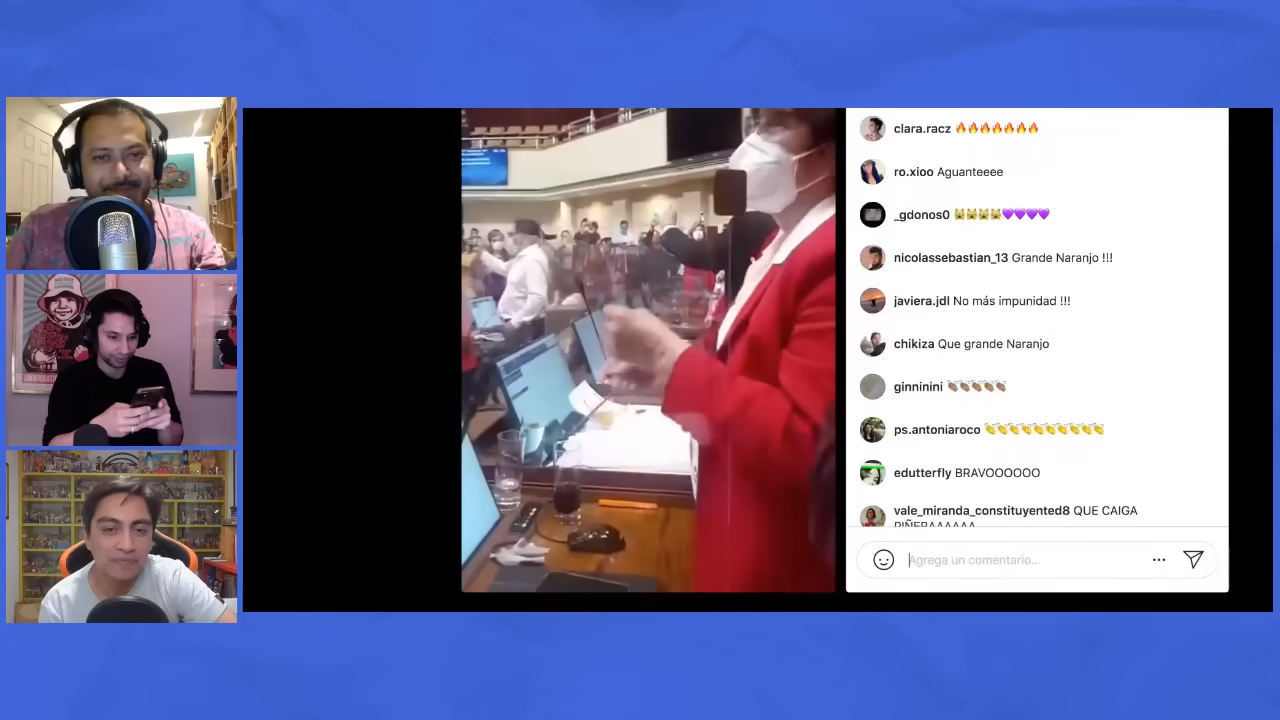 clara.racz 🔥🔥🔥🔥🔥🔥🔥
ro.xioo Aguanteeee
_gdonos0 🙀🙀🙀🙀💜💜💜💜
nicolassebastian_13 Grande Naranjo !!!
javiera.jdl No más impunidad !!!
chikiza Que grande Naranjo
ginninini 👏🏽👏🏽👏🏽👏🏽👏🏽
ps.antoniaroco 👏👏👏👏👏👏👏👏👏👏
edutterfly BRAVOOOOOO
vale_miranda_constituyented8 QUE CAIGA
PIÑERAAAAAA
Agrega un comentario...